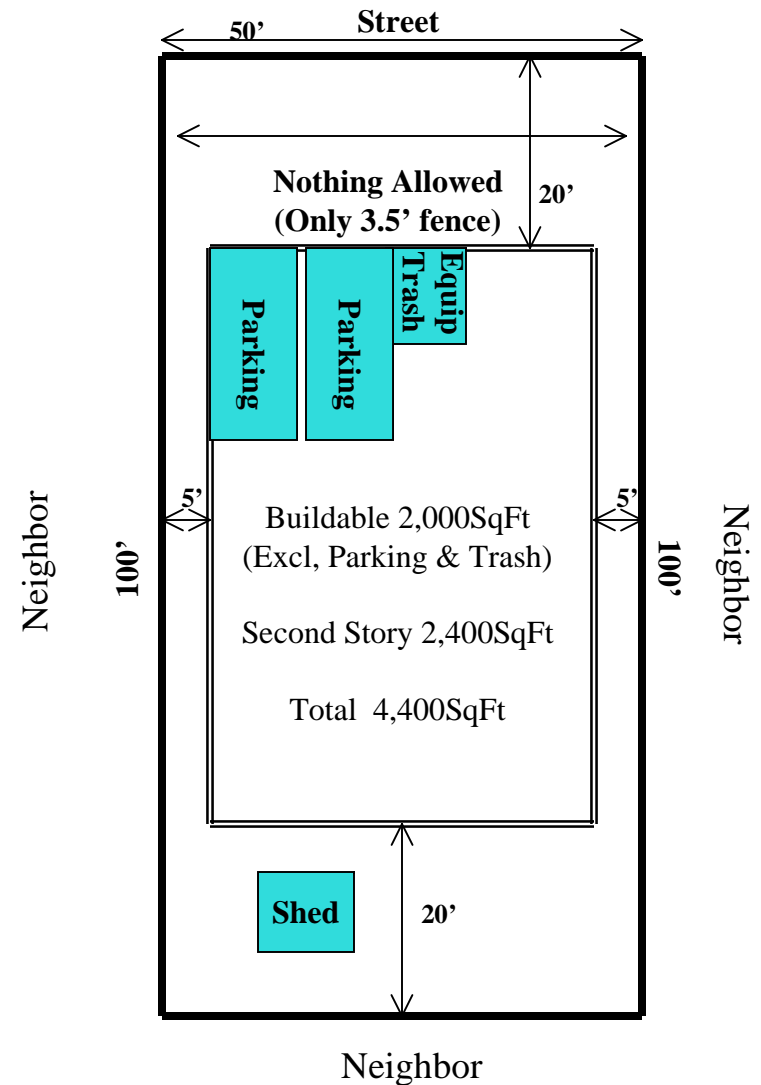 Street
50’
Nothing Allowed
(Only 3.5’ fence)
20’
Parking
Parking
Equip
Trash
5’
5’
Buildable 2,000SqFt
(Excl, Parking & Trash)
Second Story 2,400SqFt
Total 4,400SqFt
Neighbor
100’
100’
Neighbor
Shed
20’
Neighbor